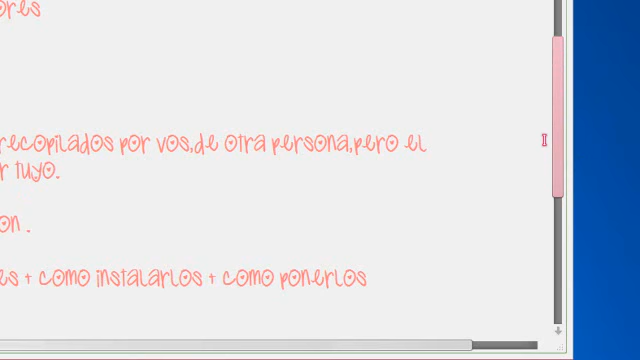 ores
recopilados por vos,de otra persona,pero el
r tuyo.
on .
es + como instalarlos + como ponerlos